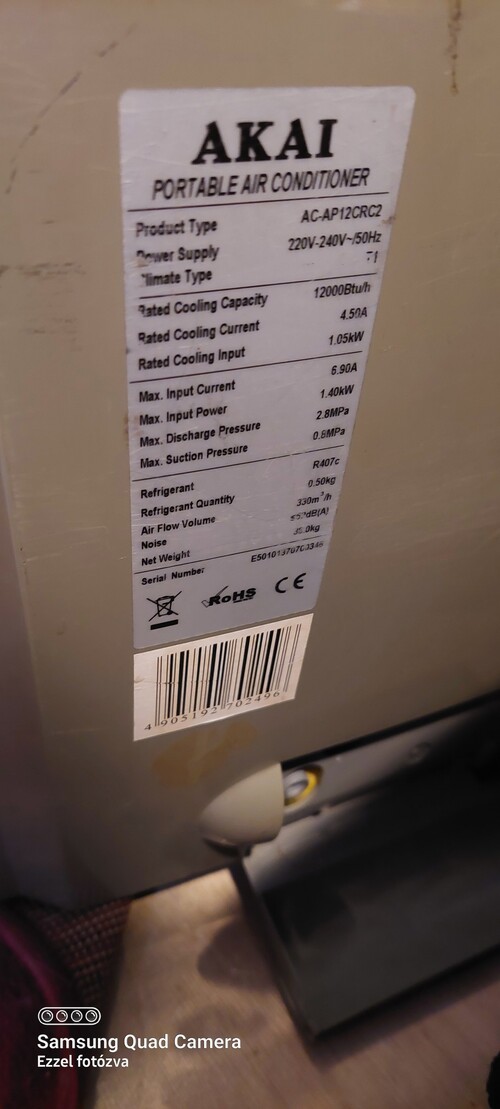 AKAI
PORTABLE AIR CONDITIONER
Product Type AC-AP12CRC2
Power Supply 220V-240V~/50Hz
Climate Type
Rated Cooling Capacity 12000Btu/h
Rated Cooling Current 4.50A
Rated Cooling Input 1.05kW
Max. Input Current 6.90A
Max. Input Power 1.40kW
Max. Discharge Pressure 2.8MPa
Max. Suction Pressure 0.8MPa
Refrigerant R407c
Refrigerant Quantity 0.50kg
Air Flow Volume 330m³/h
Noise
Net Weight
Serial Number
RoHS CE
4 905192 702496
Samsung Quad Camera
Ezzel fotózva